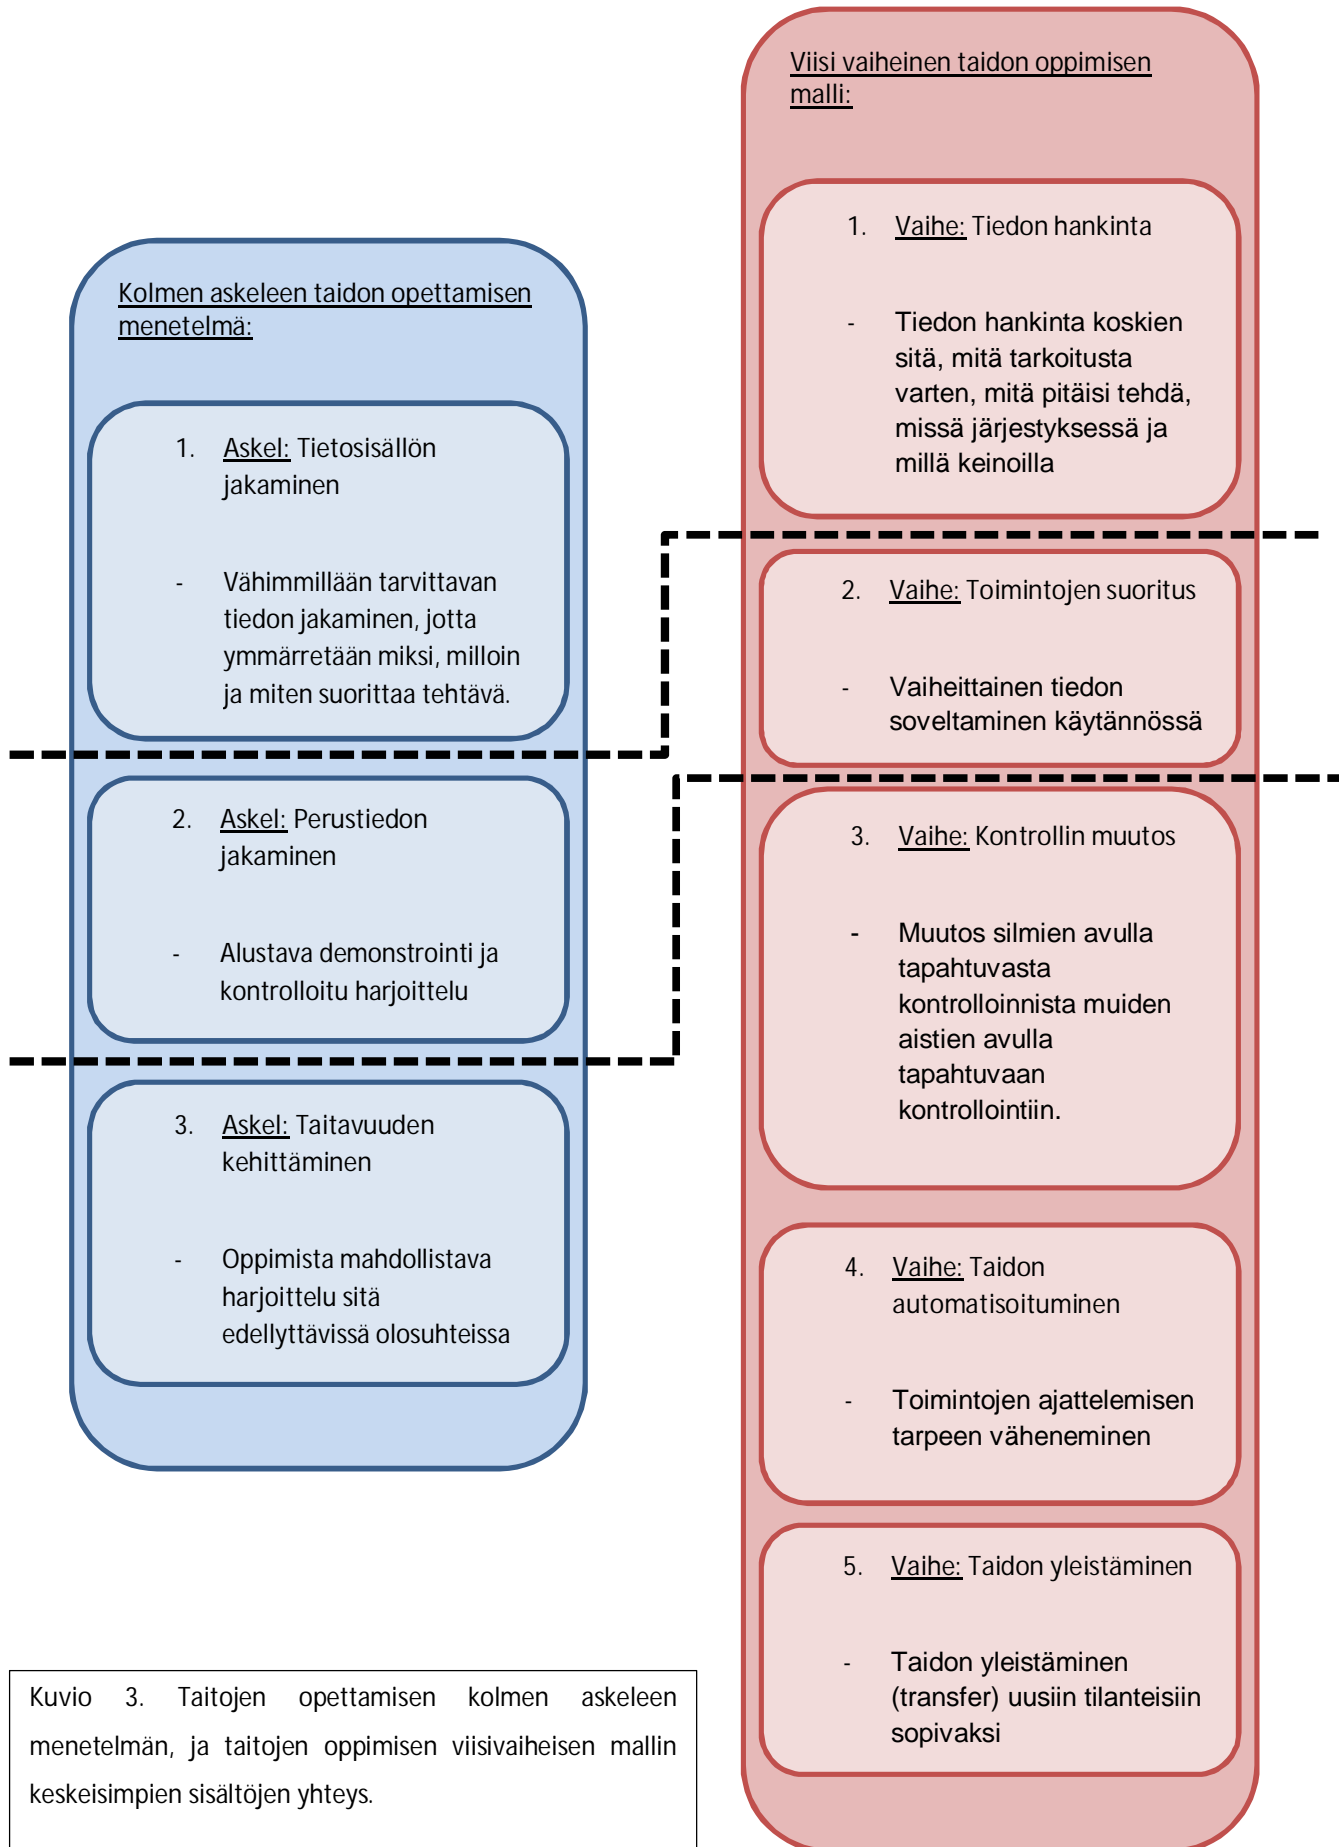 Kolmen askeleen taidon opettamisen
menetelmä:
1. Askel: Tietosisällön
jakaminen
- Vähimmillään tarvittavan
tiedon jakaminen, jotta
ymmärretään miksi, milloin
ja miten suorittaa tehtävä.
2. Askel: Perustiedon
jakaminen
- Alustava demonstrointi ja
kontrolloitu harjoittelu
3. Askel: Taitavuuden
kehittäminen
- Oppimista mahdollistava
harjoittelu sitä
edellyttävissä olosuhteissa
Viisi vaiheinen taidon oppimisen
malli:
1. Vaihe: Tiedon hankinta
- Tiedon hankinta koskien
sitä, mitä tarkoitusta
varten, mitä pitäisi tehdä,
missä järjestyksessä ja
millä keinoilla
2. Vaihe: Toimintojen suoritus
- Vaiheittainen tiedon
soveltaminen käytännössä
3. Vaihe: Kontrollin muutos
- Muutos silmien avulla
tapahtuvasta
kontrolloinnista muiden
aistien avulla
tapahtuvaan
kontrollointiin.
4. Vaihe: Taidon
automatisoituminen
- Toimintojen ajattelemisen
tarpeen väheneminen
5. Vaihe: Taidon yleistäminen
- Taidon yleistäminen
(transfer) uusiin tilanteisiin
sopivaksi
Kuvio 3. Taitojen opettamisen kolmen askeleen
menetelmän, ja taitojen oppimisen viisivaiheisen mallin
keskeisimpien sisältöjen yhteys.